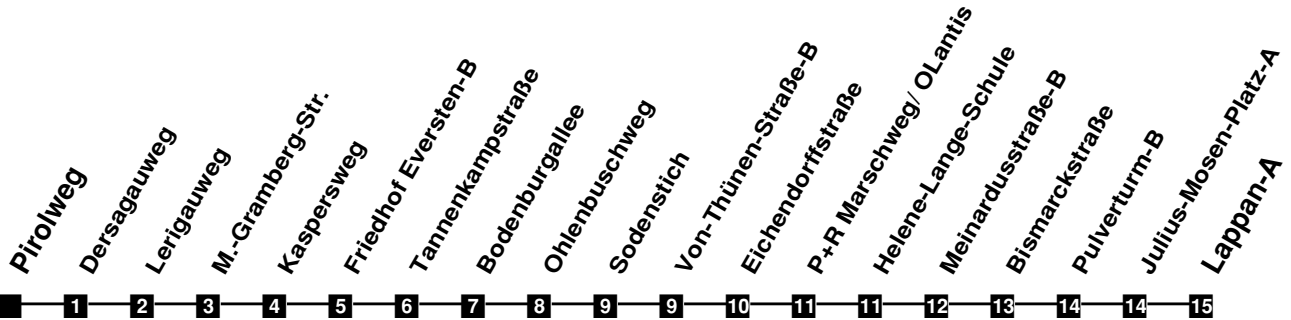 Pirolweg
Dersagauweg
Lerigauweg
M.-Gramberg-Str.
Kaspersweg
Friedhof Eversten-B
Tannenkampstraße
Bodenburgallee
Ohlenbuschweg
Sodenstich
Von-Thünen-Straße-B
Eichendorffstraße
P+R Marschweg/ OLantis
Helene-Lange-Schule
Meinardusstraße-B
Bismarckstraße
Pulverturm-B
Julius-Mosen-Platz-A
Lappan-A
1 2 3 4 5 6 7 8 9 9 10 11 11 12 13 14 14 15